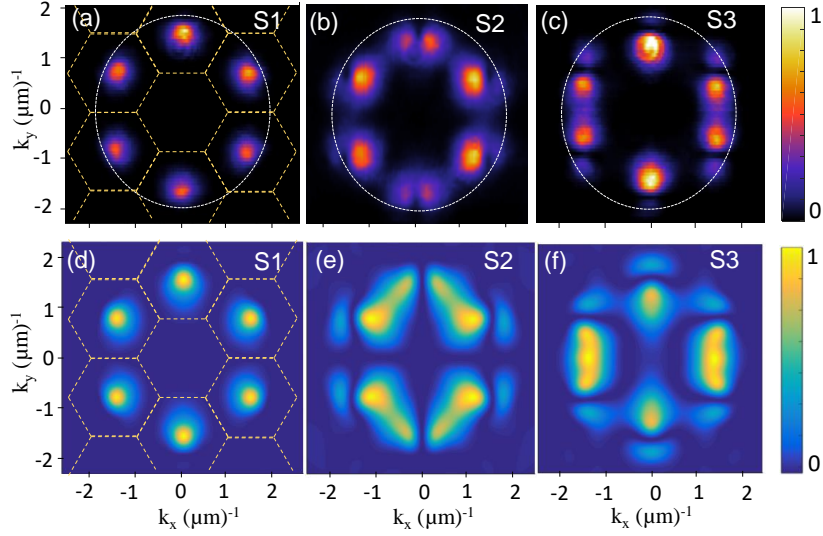 (a) S1 (b) S2 (c) S3 1
2
1
0
-1
-2
k_y (μm)⁻¹
0
(d) S1 (e) S2 (f) S3 1
2
1
0
-1
-2
k_y (μm)⁻¹
0
-2 -1 0 1 2 -2 -1 0 1 2 -2 -1 0 1 2
k_x (μm)⁻¹ k_x (μm)⁻¹ k_x (μm)⁻¹